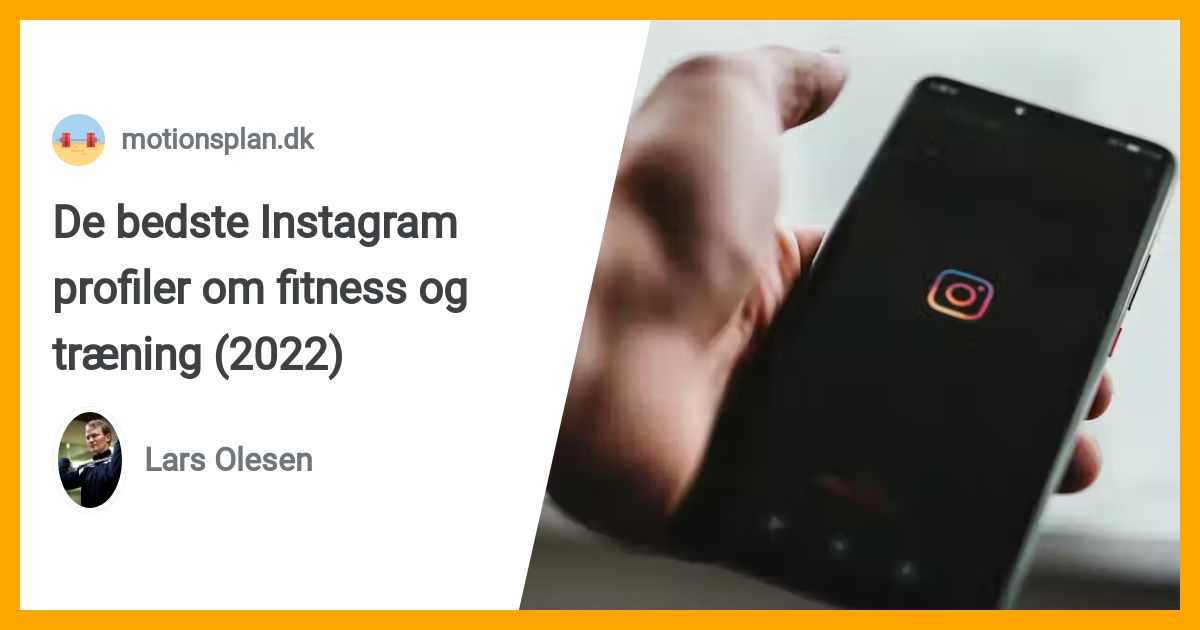 motionsplan.dk
De bedste Instagram
profiler om fitness og
træning (2022)
Lars Olesen